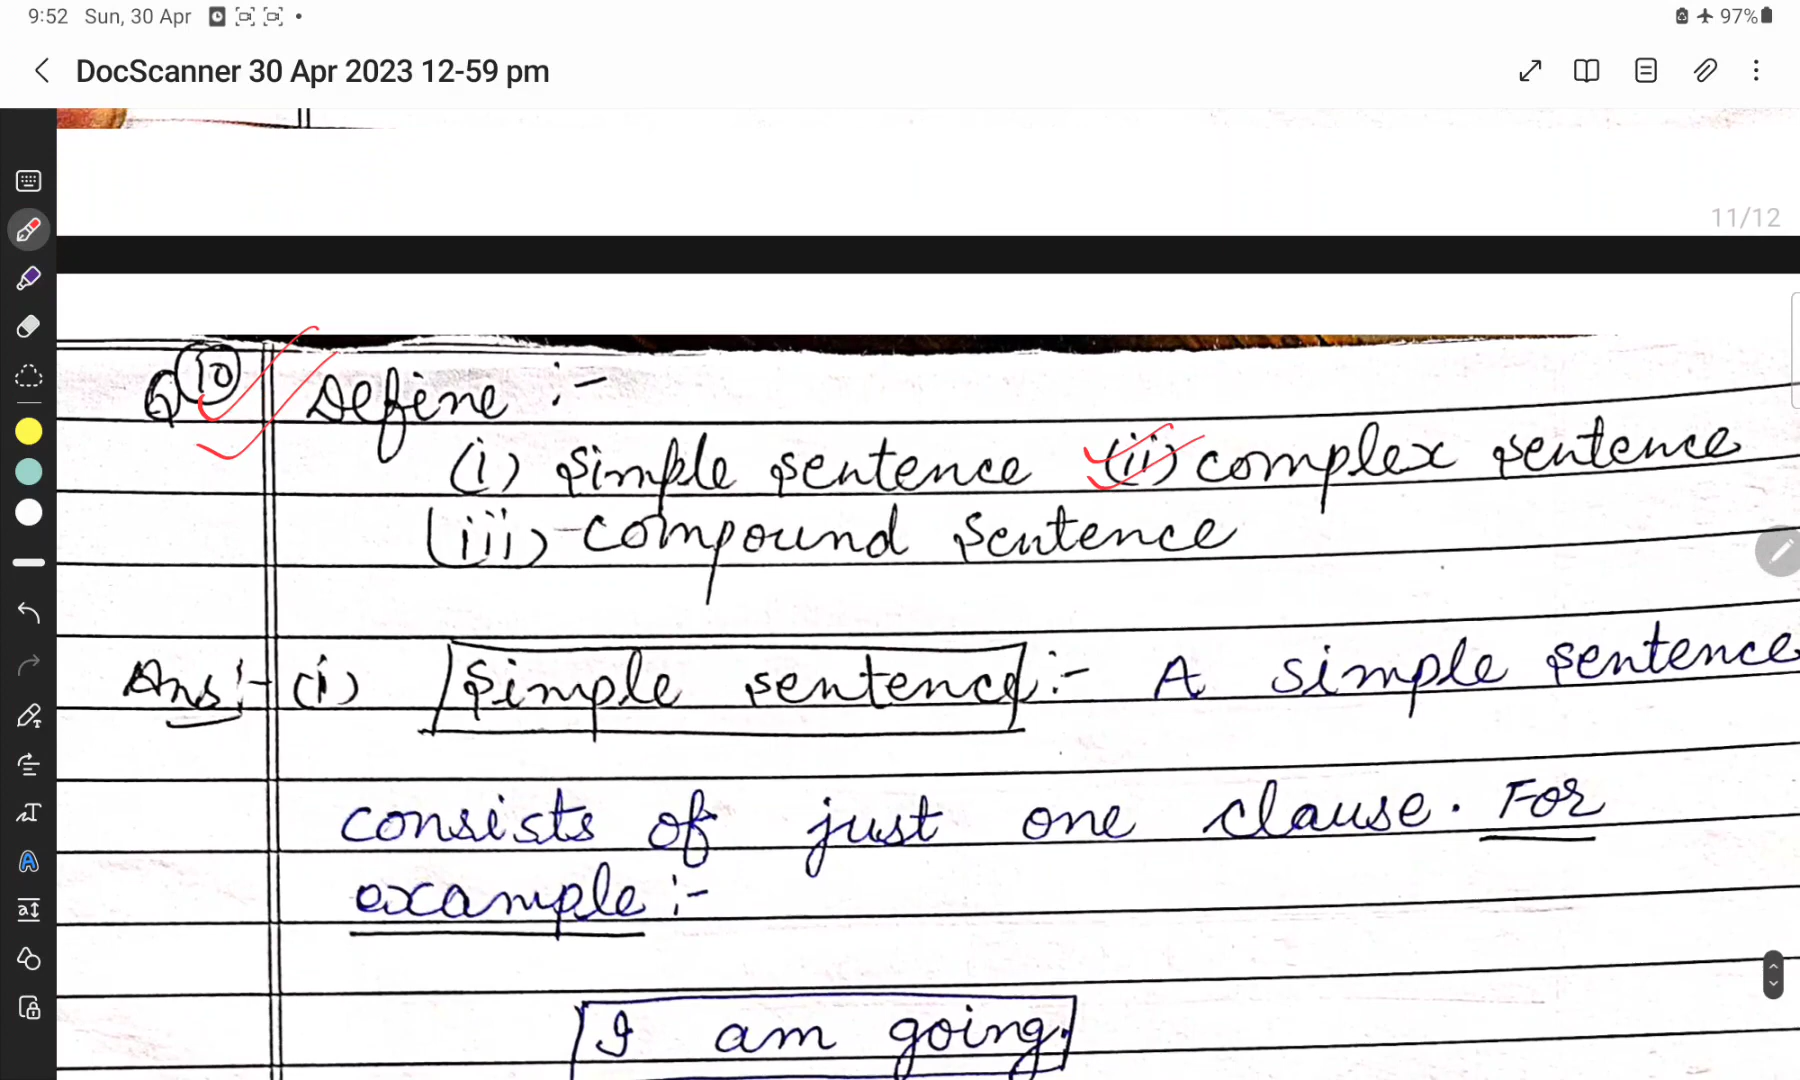 9:52 Sun, 30 Apr
97%
DocScanner 30 Apr 2023 12-59 pm
11/12
Q 10 Define :-
(i) simple sentence (ii) complex sentence
(iii) compound sentence
Ans:- (i) simple sentence :- A simple sentence
consists of just one clause. For
example :-
I am going.